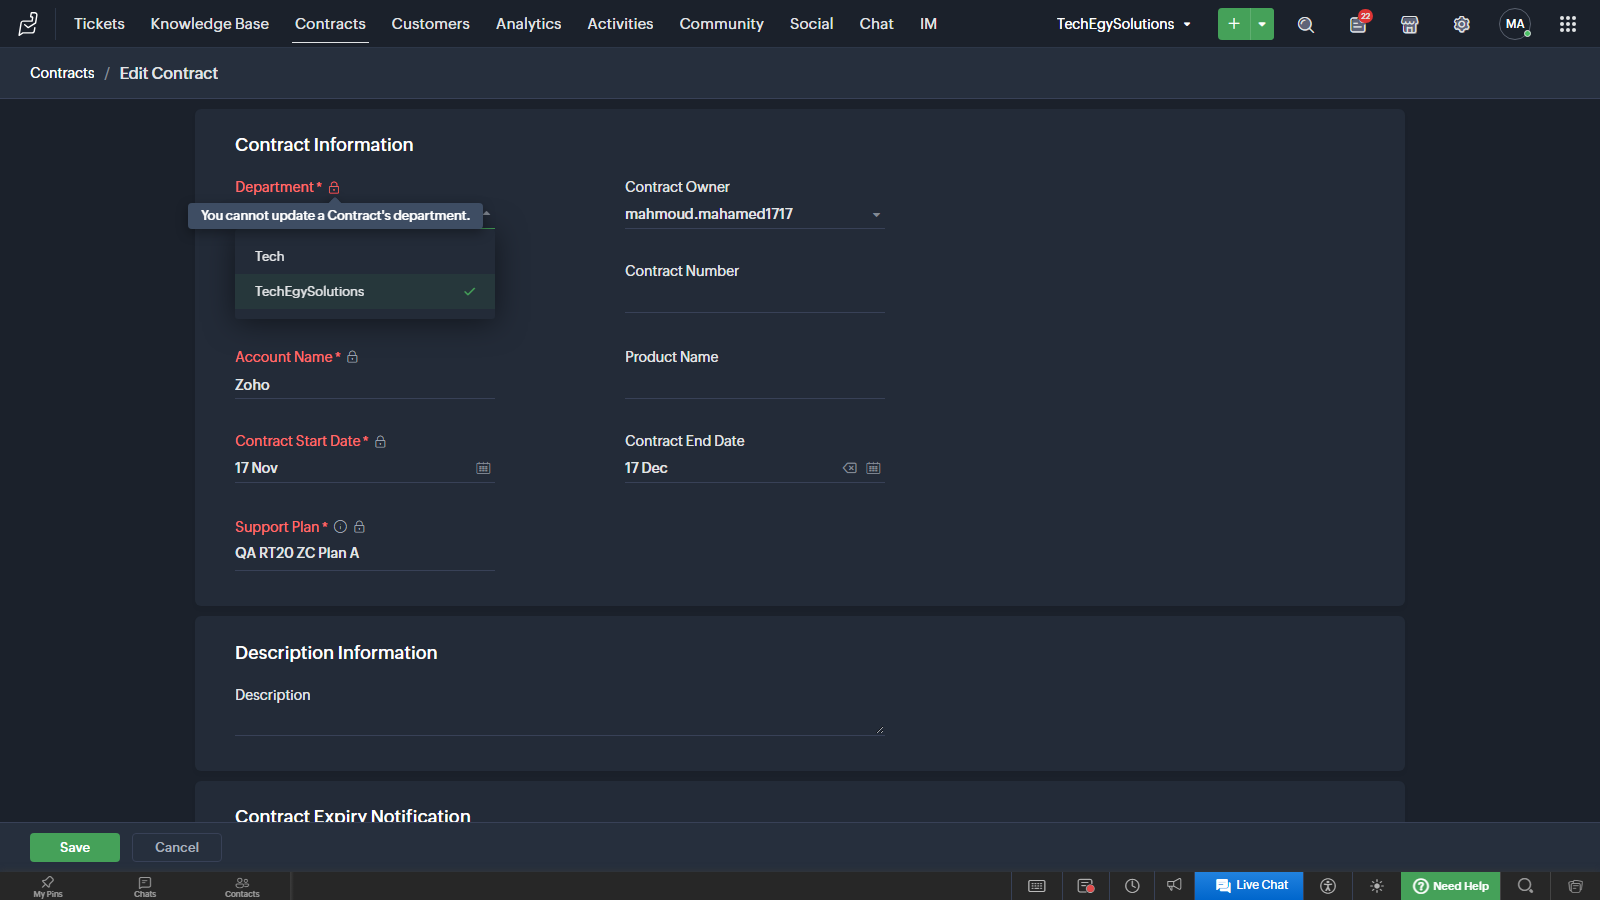 Tickets Knowledge Base Contracts Customers Analytics Activities Community Social Chat IM TechEgySolutions 22 MA
Contracts / Edit Contract
Contract Information
Department *
You cannot update a Contract's department.
Tech
TechEgySolutions
Contract Owner
mahmoud.mahamed1717
Contract Number
Account Name *
Zoho
Product Name
Contract Start Date *
17 Nov
Contract End Date
17 Dec
Support Plan *
QA RT20 ZC Plan A
Description Information
Description
Contract Expiry Notification
Save Cancel
My Pins Chats Contacts Live Chat Need Help